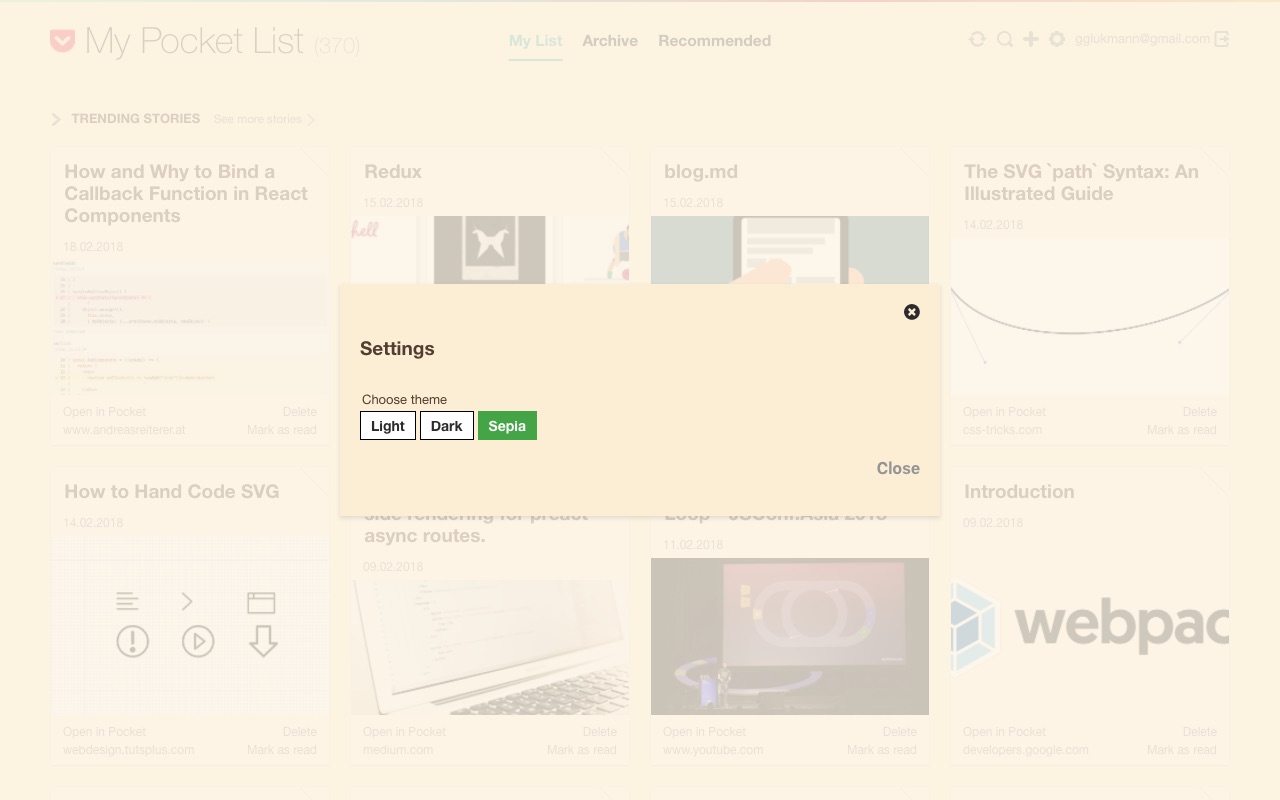 My Pocket List (370)
My List
Archive
Recommended
gglukmann@gmail.com
TRENDING STORIES
See more stories
How and Why to Bind a
Callback Function in React
Components
18.02.2018
Open in Pocket
Delete
www.andreasreiterer.at
Mark as read
Redux
15.02.2018
hell
blog.md
15.02.2018
The SVG `path` Syntax: An
Illustrated Guide
14.02.2018
Open in Pocket
Delete
css-tricks.com
Mark as read
Settings
Choose theme
Light
Dark
Sepia
Close
How to Hand Code SVG
14.02.2018
Open in Pocket
Delete
webdesign.tutsplus.com
Mark as read
side rendering for preact
async routes.
09.02.2018
Open in Pocket
Delete
medium.com
Mark as read
Loop - JSConf.Asia 2018
11.02.2018
Open in Pocket
Delete
www.youtube.com
Mark as read
Introduction
09.02.2018
webpac
Open in Pocket
Delete
developers.google.com
Mark as read